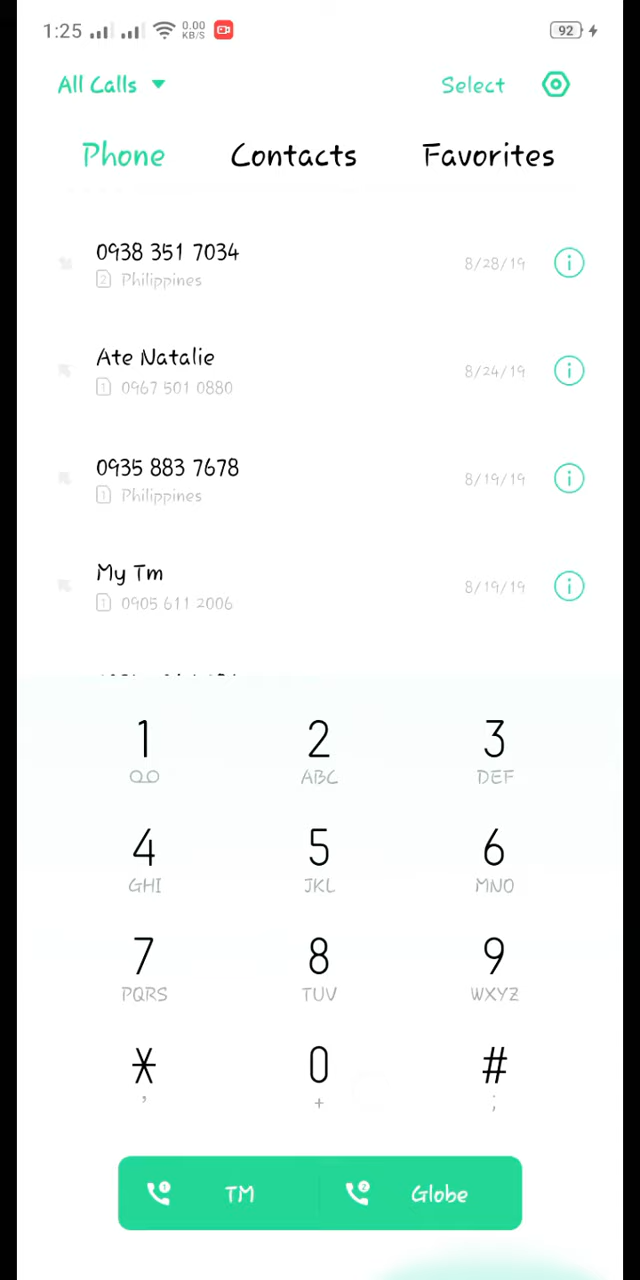 1:25 0.00 KB/S 92
All Calls Select
Phone Contacts Favorites
0938 351 7034
2 Philippines 8/28/19
Ate Natalie
1 0967 501 0880 8/24/19
0935 883 7678
1 Philippines 8/19/19
My Tm
1 0905 611 2006 8/19/19
1 2 3
ABC DEF
4 5 6
GHI JKL MNO
7 8 9
PQRS TUV WXYZ
* 0 #
, + ;
1 TM 2 Globe